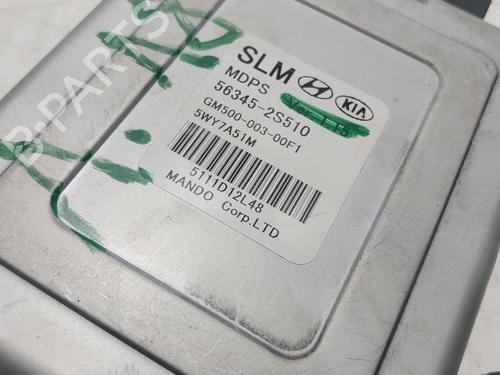 SLM KIA
MDPS
56345-2S510
GM500-003-00F1
5WY7A51M
5111D12L48
MANDO Corp.LTD
B-PARTS